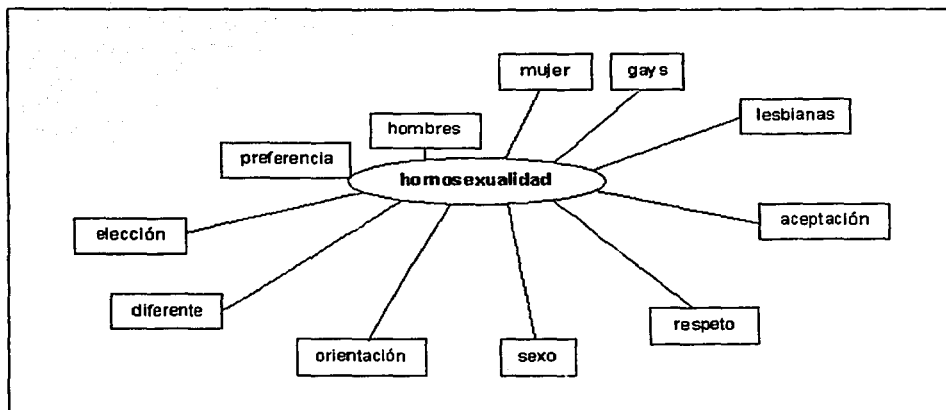 mujer
gays
lesbianas
hombres
preferencia
homosexualidad
aceptación
elección
diferente
respeto
orientación
sexo